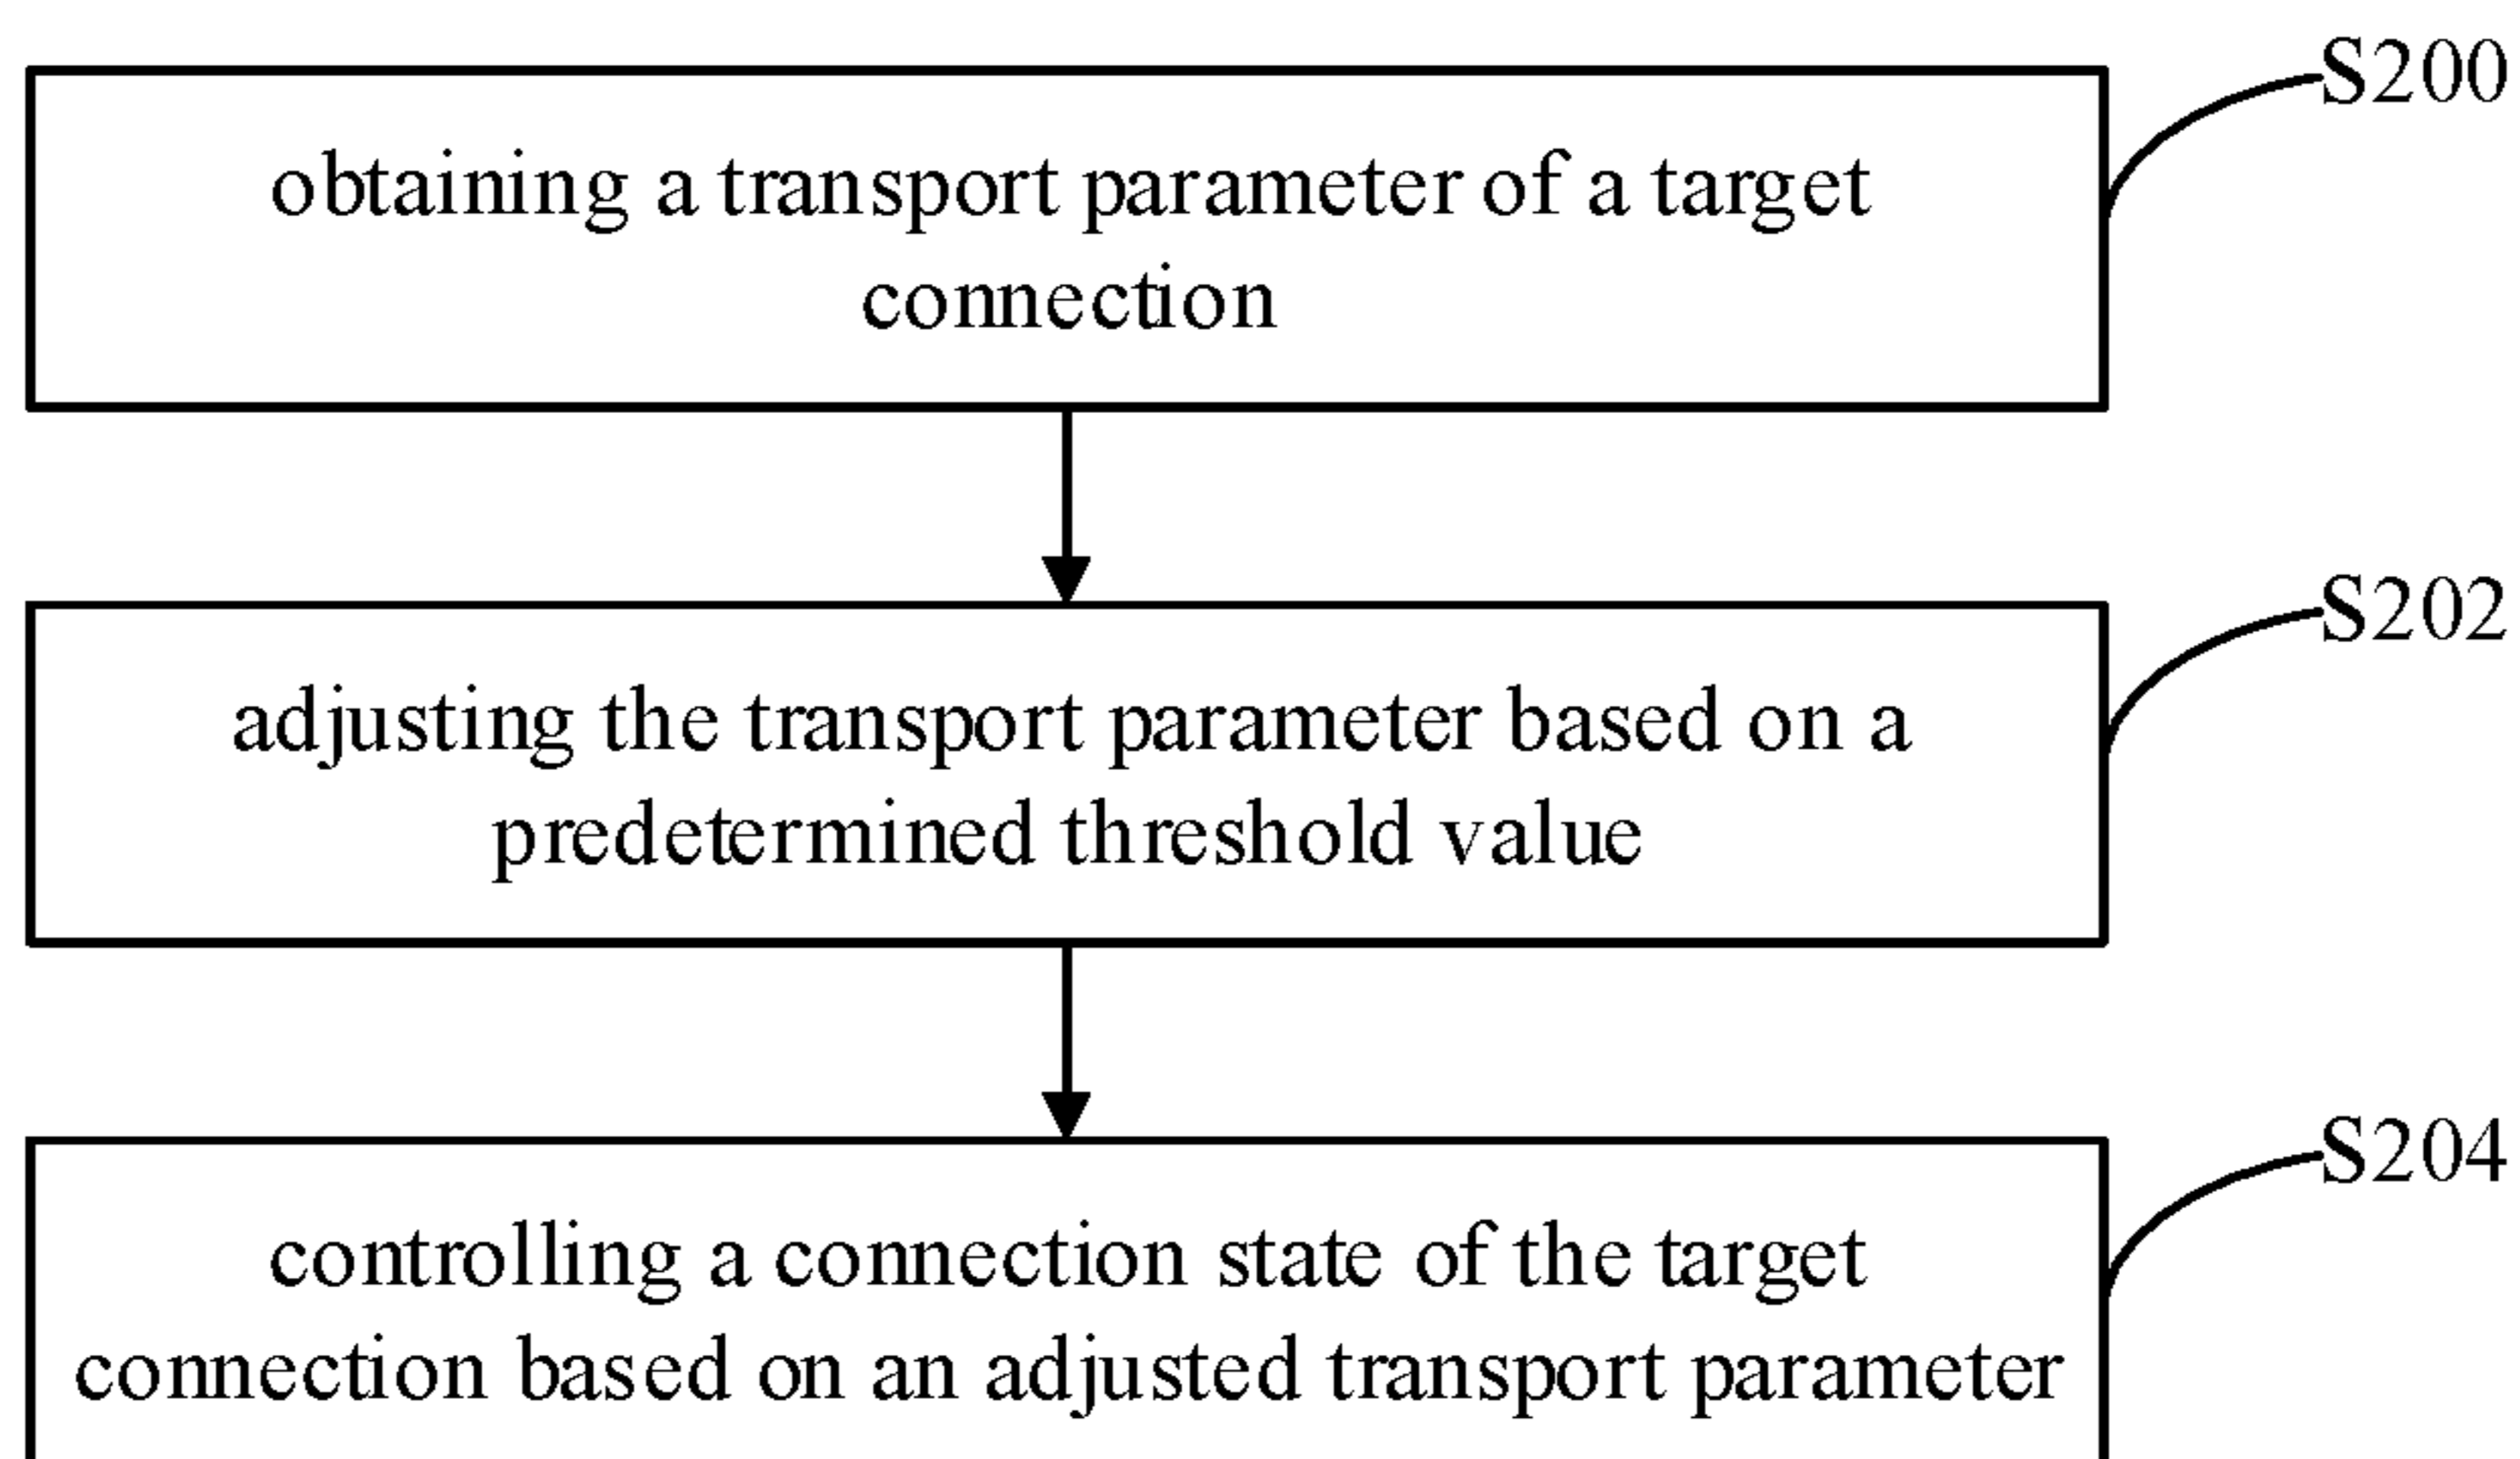 S200
obtaining a transport parameter of a target
connection
S202
adjusting the transport parameter based on a
predetermined threshold value
S204
controlling a connection state of the target
connection based on an adjusted transport parameter